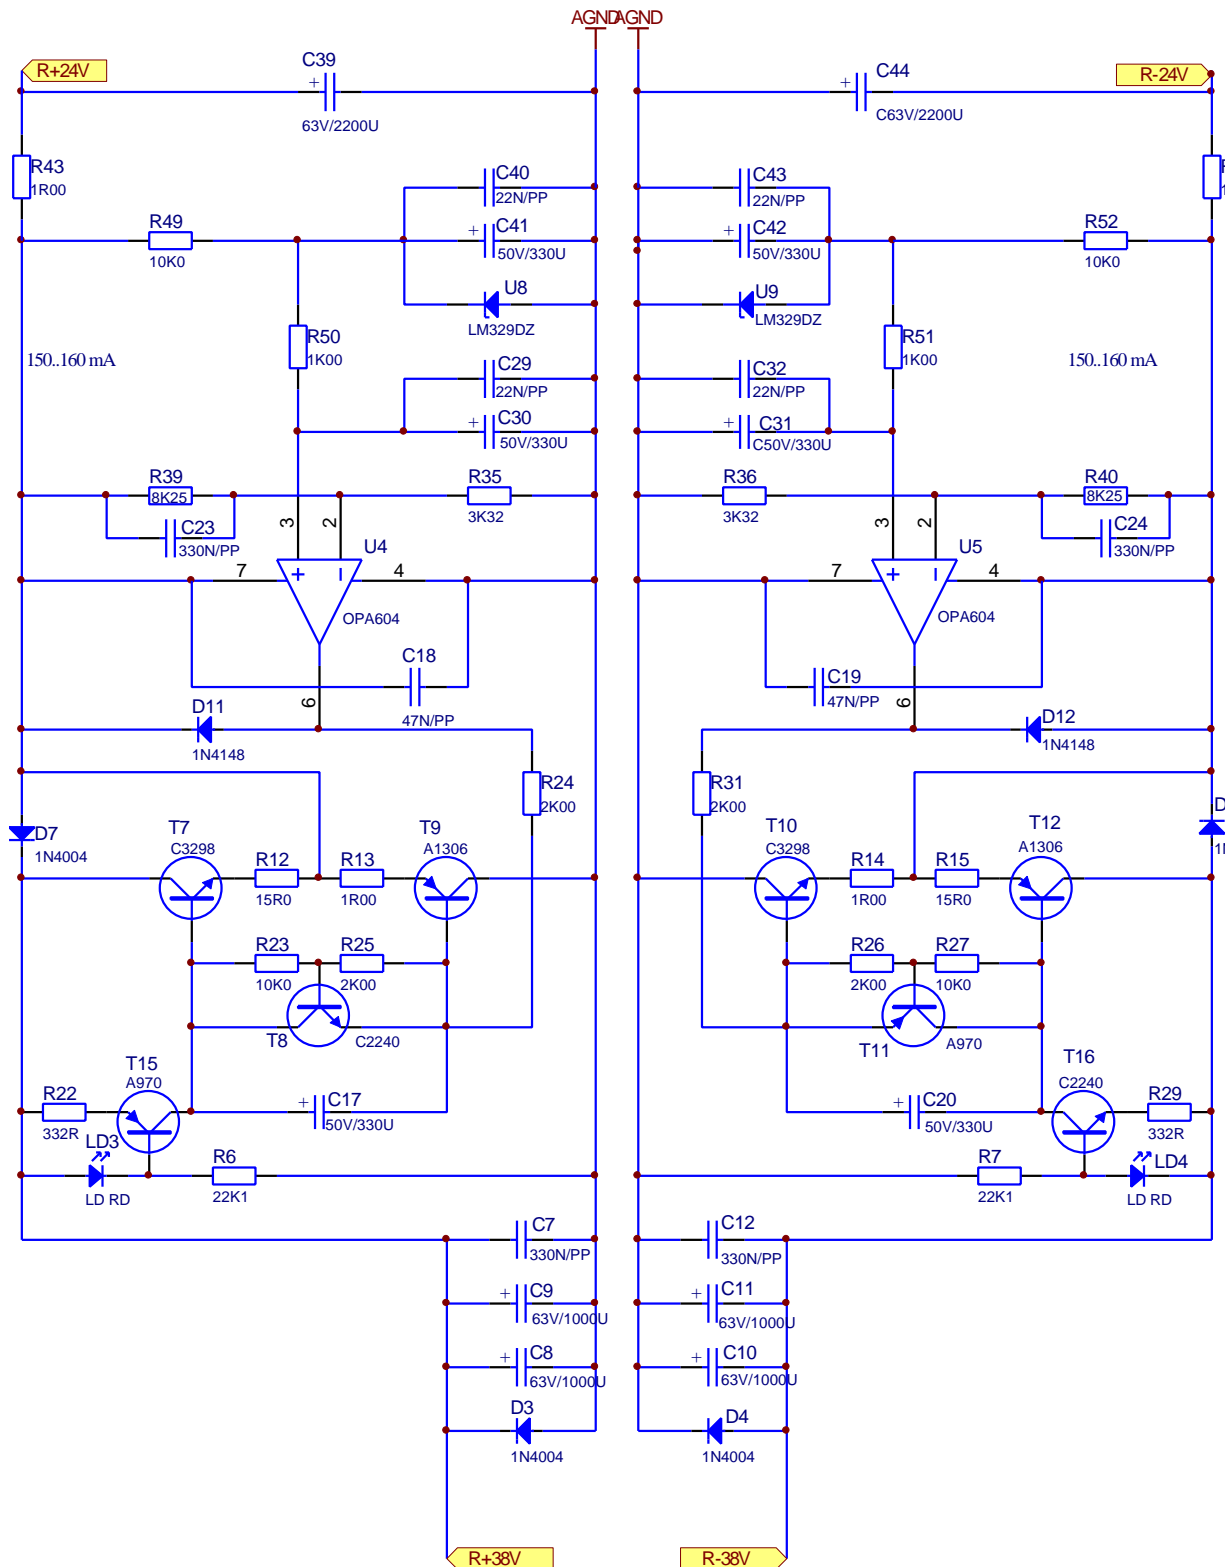 AGND AGND
R+24V
C39
+
63V/2200U
C44
+
C63V/2200U
R-24V
R43
1R00
C40
22N/PP
C43
22N/PP
R49
10K0
C41
+
50V/330U
C42
+
50V/330U
R52
10K0
U8
LM329DZ
U9
LM329DZ
R50
1K00
R51
1K00
150..160 mA
150..160 mA
C29
22N/PP
C32
22N/PP
C30
+
50V/330U
C31
+
C50V/330U
R39
8K25
R35
3K32
R36
3K32
R40
8K25
C23
330N/PP
C24
330N/PP
3
2
U4
3
2
U5
7
+
4
7
+
4
OPA604
OPA604
C18
47N/PP
C19
47N/PP
6
6
D11
1N4148
D12
1N4148
R24
2K00
R31
2K00
D7
1N4004
T7
C3298
R12
15R0
R13
1R00
T9
A1306
T10
C3298
R14
1R00
R15
15R0
T12
A1306
R23
10K0
R25
2K00
R26
2K00
R27
10K0
T8
C2240
T11
A970
T15
A970
T16
C2240
R22
332R
C17
+
50V/330U
C20
+
50V/330U
R29
332R
LD3
LD RD
R6
22K1
R7
22K1
LD4
LD RD
C7
330N/PP
C12
330N/PP
C9
+
63V/1000U
C11
+
63V/1000U
C8
+
63V/1000U
C10
+
63V/1000U
D3
1N4004
D4
1N4004
R+38V
R-38V